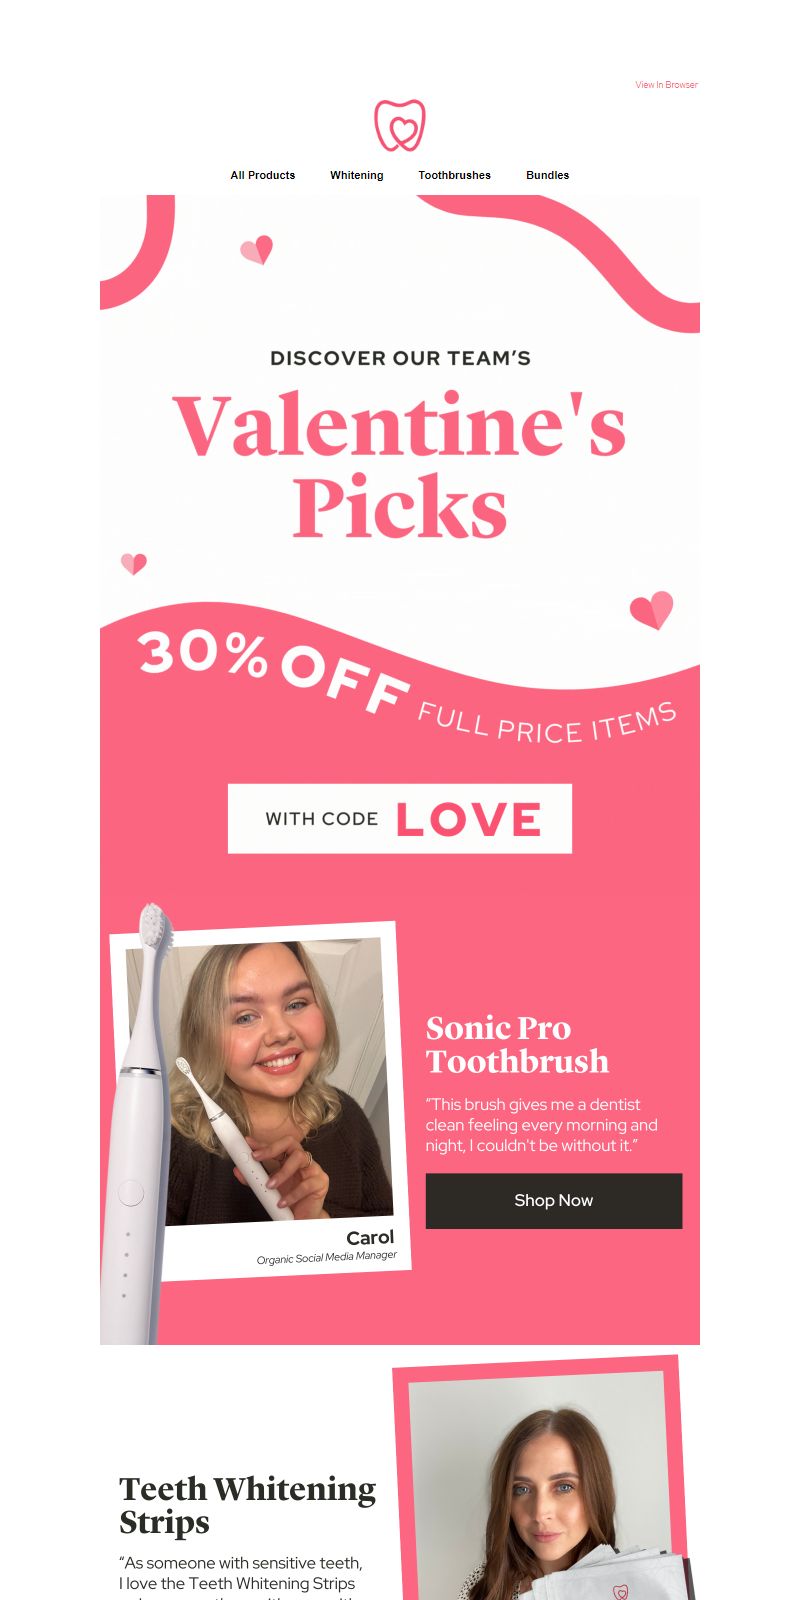 View In Browser
All Products Whitening Toothbrushes Bundles
DISCOVER OUR TEAM’S
Valentine's
Picks
30% OFF FULL PRICE ITEMS
WITH CODE LOVE
Sonic Pro
Toothbrush
“This brush gives me a dentist
clean feeling every morning and
night, I couldn't be without it.”
Shop Now
Carol
Organic Social Media Manager
Teeth Whitening
Strips
“As someone with sensitive teeth,
I love the Teeth Whitening Strips